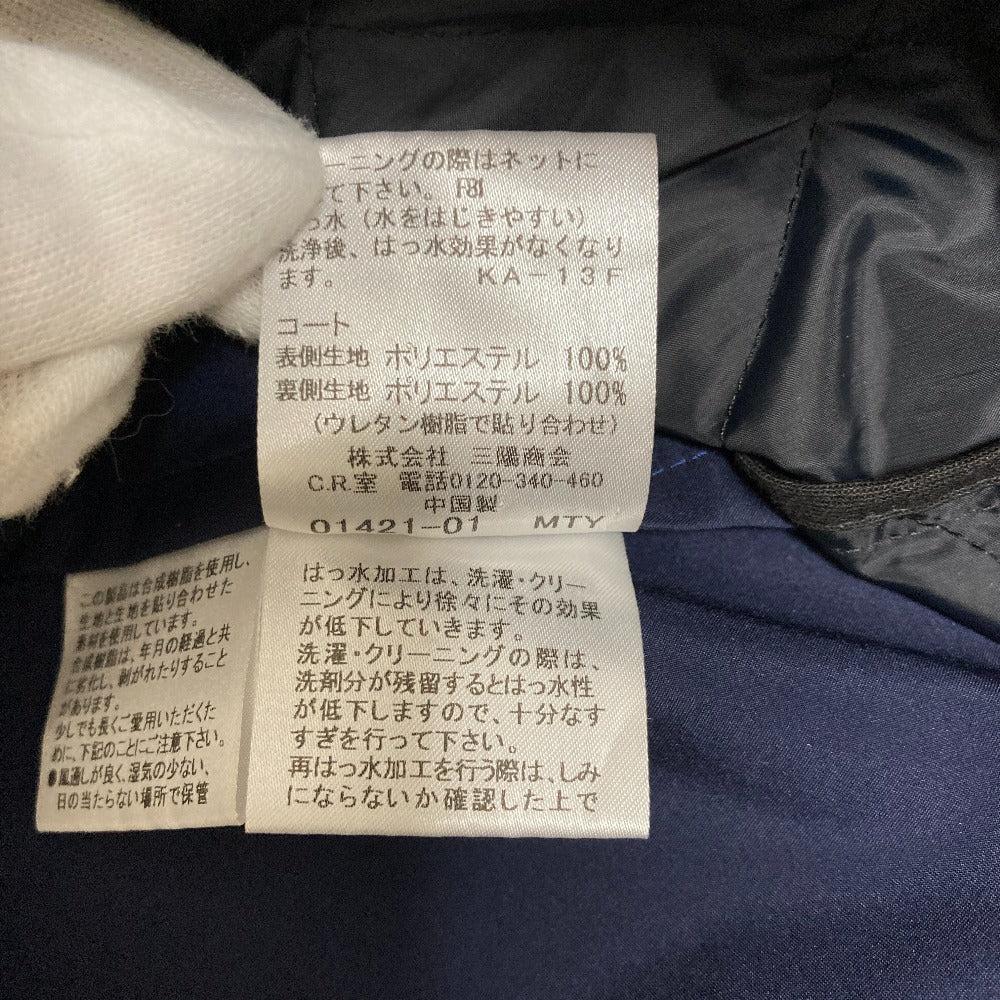 ーニングの際はネットに
って下さい。
っ水（水をはじきやすい）
洗浄後、はっ水効果がなくなり
ます。 KA-13F
コート
表側生地 ポリエステル 100%
裏側生地 ポリエステル 100%
（ウレタン樹脂で貼り合わせ）
株式会社 三陽商会
C.R.室 電話0120-340-460
中国製
01421-01 MTY
この製品は合成樹脂を使用し、
生地と生地を貼り合わせた
素材を使用しています。
合成樹脂は、年月の経過と共
に劣化し、剥がれたりすること
があります。
少しでも長くご愛用いただくた
めに、下記のことにご注意下さい。
●風通しが良く、湿気の少ない、
日の当たらない場所で保管
はっ水加工は、洗濯・クリー
ニングにより徐々にその効果
が低下していきます。
洗濯・クリーニングの際は、
洗剤分が残留するとはっ水性
が低下しますので、十分なす
すぎを行って下さい。
再はっ水加工を行う際は、しみ
にならないか確認した上で